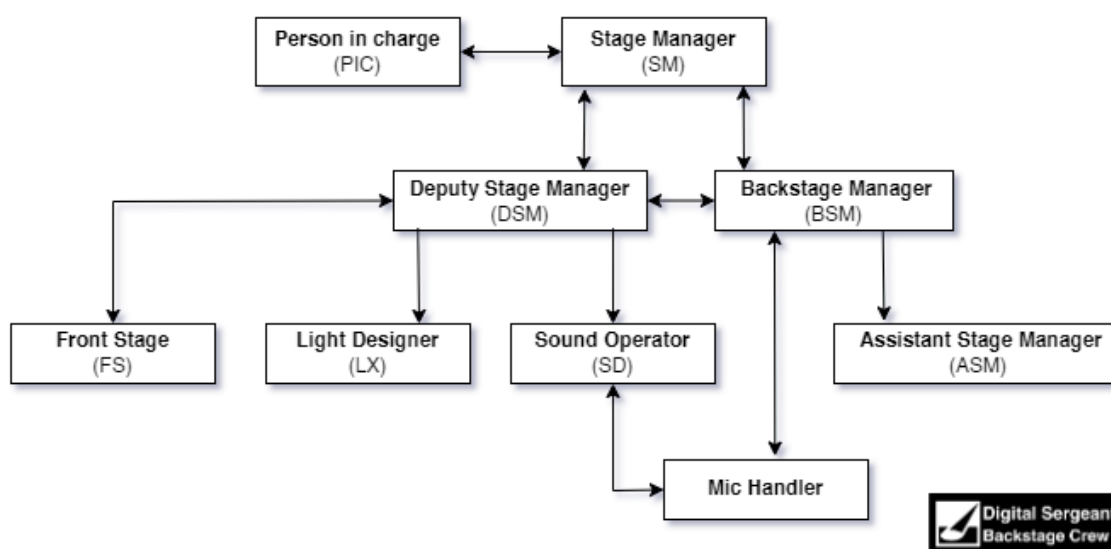 Person in charge
(PIC)
Stage Manager
(SM)
Deputy Stage Manager
(DSM)
Backstage Manager
(BSM)
Front Stage
(FS)
Light Designer
(LX)
Sound Operator
(SD)
Assistant Stage Manager
(ASM)
Mic Handler
Digital Sergeant
Backstage Crew